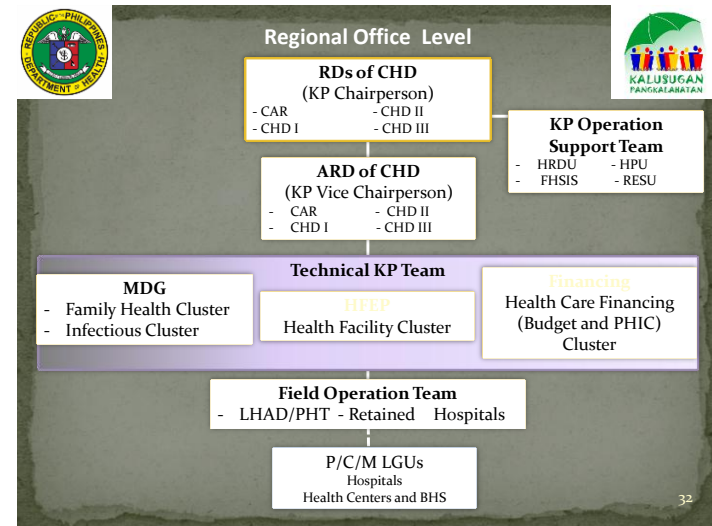 REPUBLIC OF THE PHILIPPINES
DEPARTMENT OF HEALTH
KALUSUGAN
PANGKALAHATAN
Regional Office Level
RDs of CHD
(KP Chairperson)
- CAR - CHD II
- CHD I - CHD III
KP Operation
Support Team
- HRDU - HPU
- FHSIS - RESU
ARD of CHD
(KP Vice Chairperson)
- CAR - CHD II
- CHD I - CHD III
Technical KP Team
MDG
- Family Health Cluster
- Infectious Cluster
HFEP
Health Facility Cluster
Financing
Health Care Financing
(Budget and PHIC)
Cluster
Field Operation Team
- LHAD/PHT - Retained Hospitals
P/C/M LGUs
Hospitals
Health Centers and BHS
32